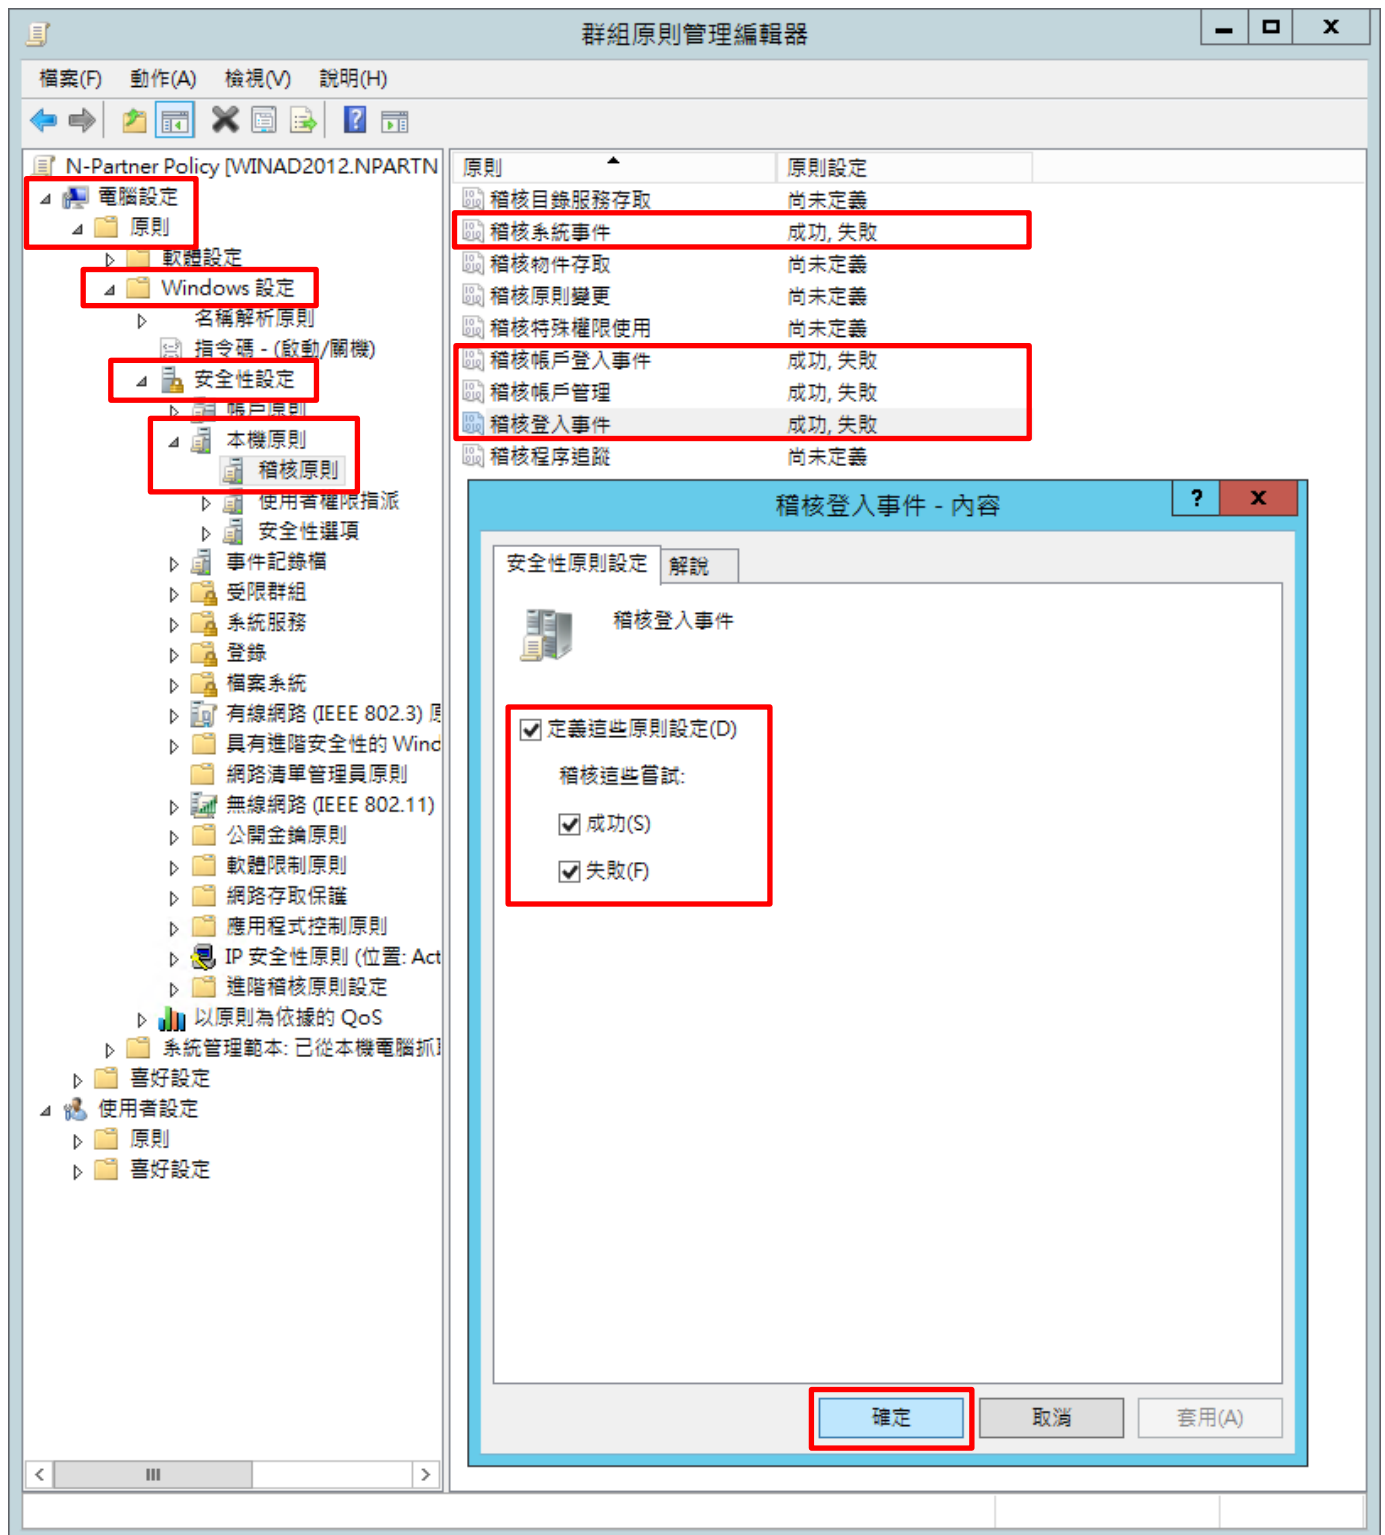 群組原則管理編輯器
檔案(F) 動作(A) 檢視(V) 說明(H)
N-Partner Policy [WINAD2012.NPARTN
電腦設定
原則
軟體設定
Windows 設定
名稱解析原則
指令碼 - (啟動/關機)
安全性設定
帳戶原則
本機原則
稽核原則
使用者權限指派
安全性選項
事件記錄檔
受限群組
系統服務
登錄
檔案系統
有線網路 (IEEE 802.3) 原
具有進階安全性的 Wind
網路清單管理員原則
無線網路 (IEEE 802.11)
公開金鑰原則
軟體限制原則
網路存取保護
應用程式控制原則
IP 安全性原則 (位置: Act
進階稽核原則設定
以原則為依據的 QoS
系統管理範本: 已從本機電腦抓
喜好設定
使用者設定
原則
喜好設定
原則 原則設定
稽核目錄服務存取 尚未定義
稽核系統事件 成功, 失敗
稽核物件存取 尚未定義
稽核原則變更 尚未定義
稽核特殊權限使用 尚未定義
稽核帳戶登入事件 成功, 失敗
稽核帳戶管理 成功, 失敗
稽核登入事件 成功, 失敗
稽核程序追蹤 尚未定義
稽核登入事件 - 內容
安全性原則設定 解說
稽核登入事件
定義這些原則設定(D)
稽核這些嘗試:
成功(S)
失敗(F)
確定 取消 套用(A)